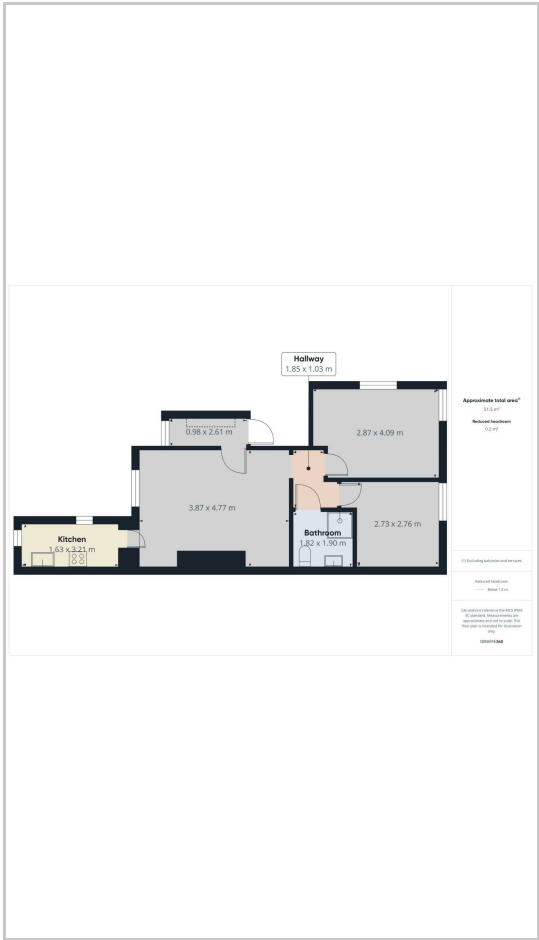 Hallway
1.85 x 1.03 m
0.98 x 2.61 m
2.87 x 4.09 m
3.87 x 4.77 m
2.73 x 2.76 m
Kitchen
1.63 x 3.21 m
Bathroom
1.82 x 1.90 m
Approximate total area⁽¹⁾
51.5 m²
Reduced headroom
0.2 m²
(1) Excluding balconies and terraces
Reduced headroom
Below 1.5 m
Calculations reference the RICS IPMS
3C standard. Measurements are
approximate and not to scale. This
floor plan is intended for illustration
only.
GIRAFFE360